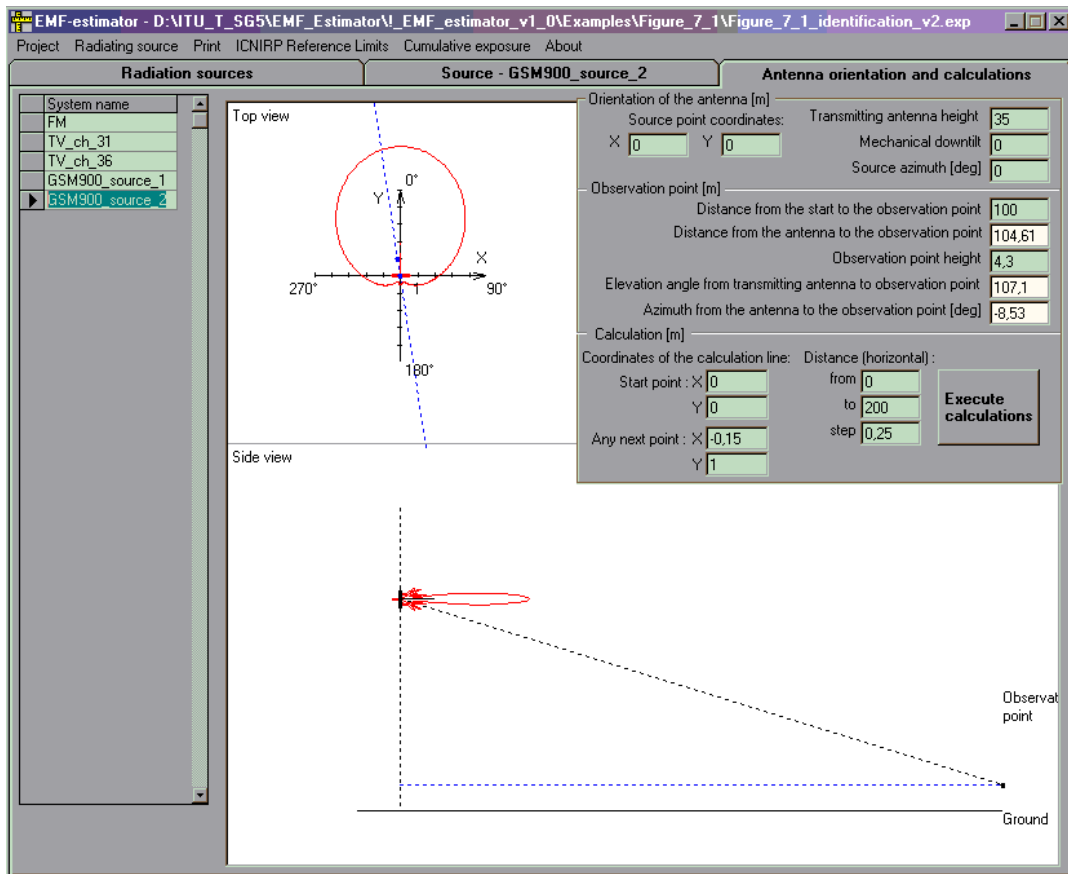 EMF-estimator - D:\ITU_T_SG5\EMF_Estimator\!_EMF_estimator_v1_0\Examples\Figure_7_1\Figure_7_1_identification_v2.exp
Project Radiating source Print ICNIRP Reference Limits Cumulative exposure About
Radiation sources Source - GSM900_source_2 Antenna orientation and calculations
System name
FM
TV_ch_31
TV_ch_36
GSM900_source_1
GSM900_source_2
Top view
0°
Y
X
270°
1
90°
180°
Side view
Observat
point
Ground
Orientation of the antenna [m]
Source point coordinates:
X 0 Y 0
Transmitting antenna height 35
Mechanical downtilt 0
Source azimuth [deg] 0
Observation point [m]
Distance from the start to the observation point 100
Distance from the antenna to the observation point 104,61
Observation point height 4,3
Elevation angle from transmitting antenna to observation point 107,1
Azimuth from the antenna to the observation point [deg] -8,53
Calculation [m]
Coordinates of the calculation line: Distance (horizontal) :
Start point : X 0 from 0
Y 0 to 200
Any next point : X -0,15 step 0,25
Y 1
Execute
calculations